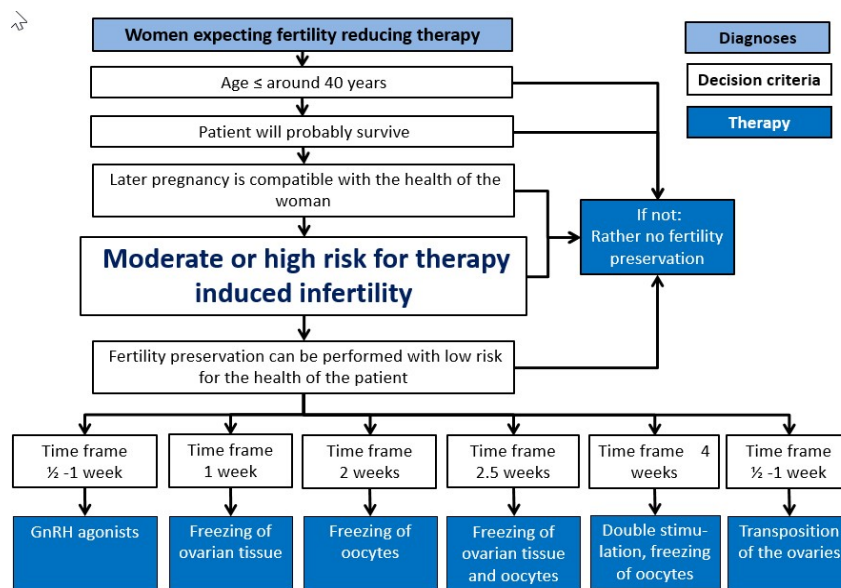 Women expecting fertility reducing therapy
Diagnoses
Age ≤ around 40 years
Decision criteria
Patient will probably survive
Therapy
Later pregnancy is compatible with the health of the
woman
If not:
Rather no fertility
preservation
Moderate or high risk for therapy
induced infertility
Fertility preservation can be performed with low risk
for the health of the patient
Time frame
½ -1 week
Time frame
1 week
Time frame
2 weeks
Time frame
2.5 weeks
Time frame 4
weeks
Time frame
½ -1 week
GnRH agonists
Freezing of
ovarian tissue
Freezing of
oocytes
Freezing of
ovarian tissue
and oocytes
Double stimu-
lation, freezing
of oocytes
Transposition
of the ovaries